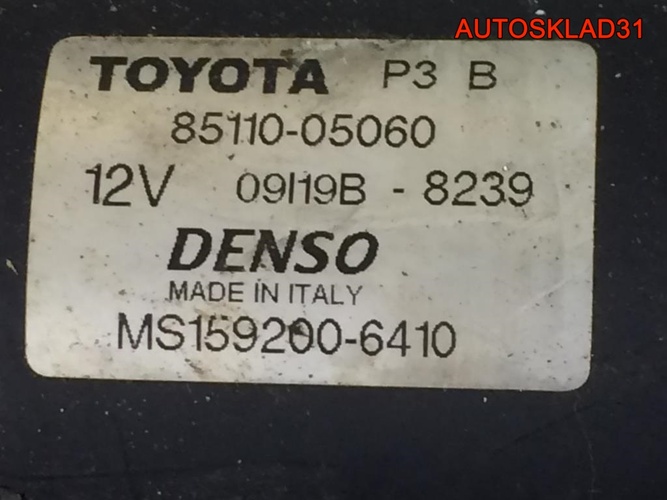 AUTOSKLAD31
TOYOTA P3 B
85110-05060
12V 09I19B - 8239
DENSO
MADE IN ITALY
MS159200-6410